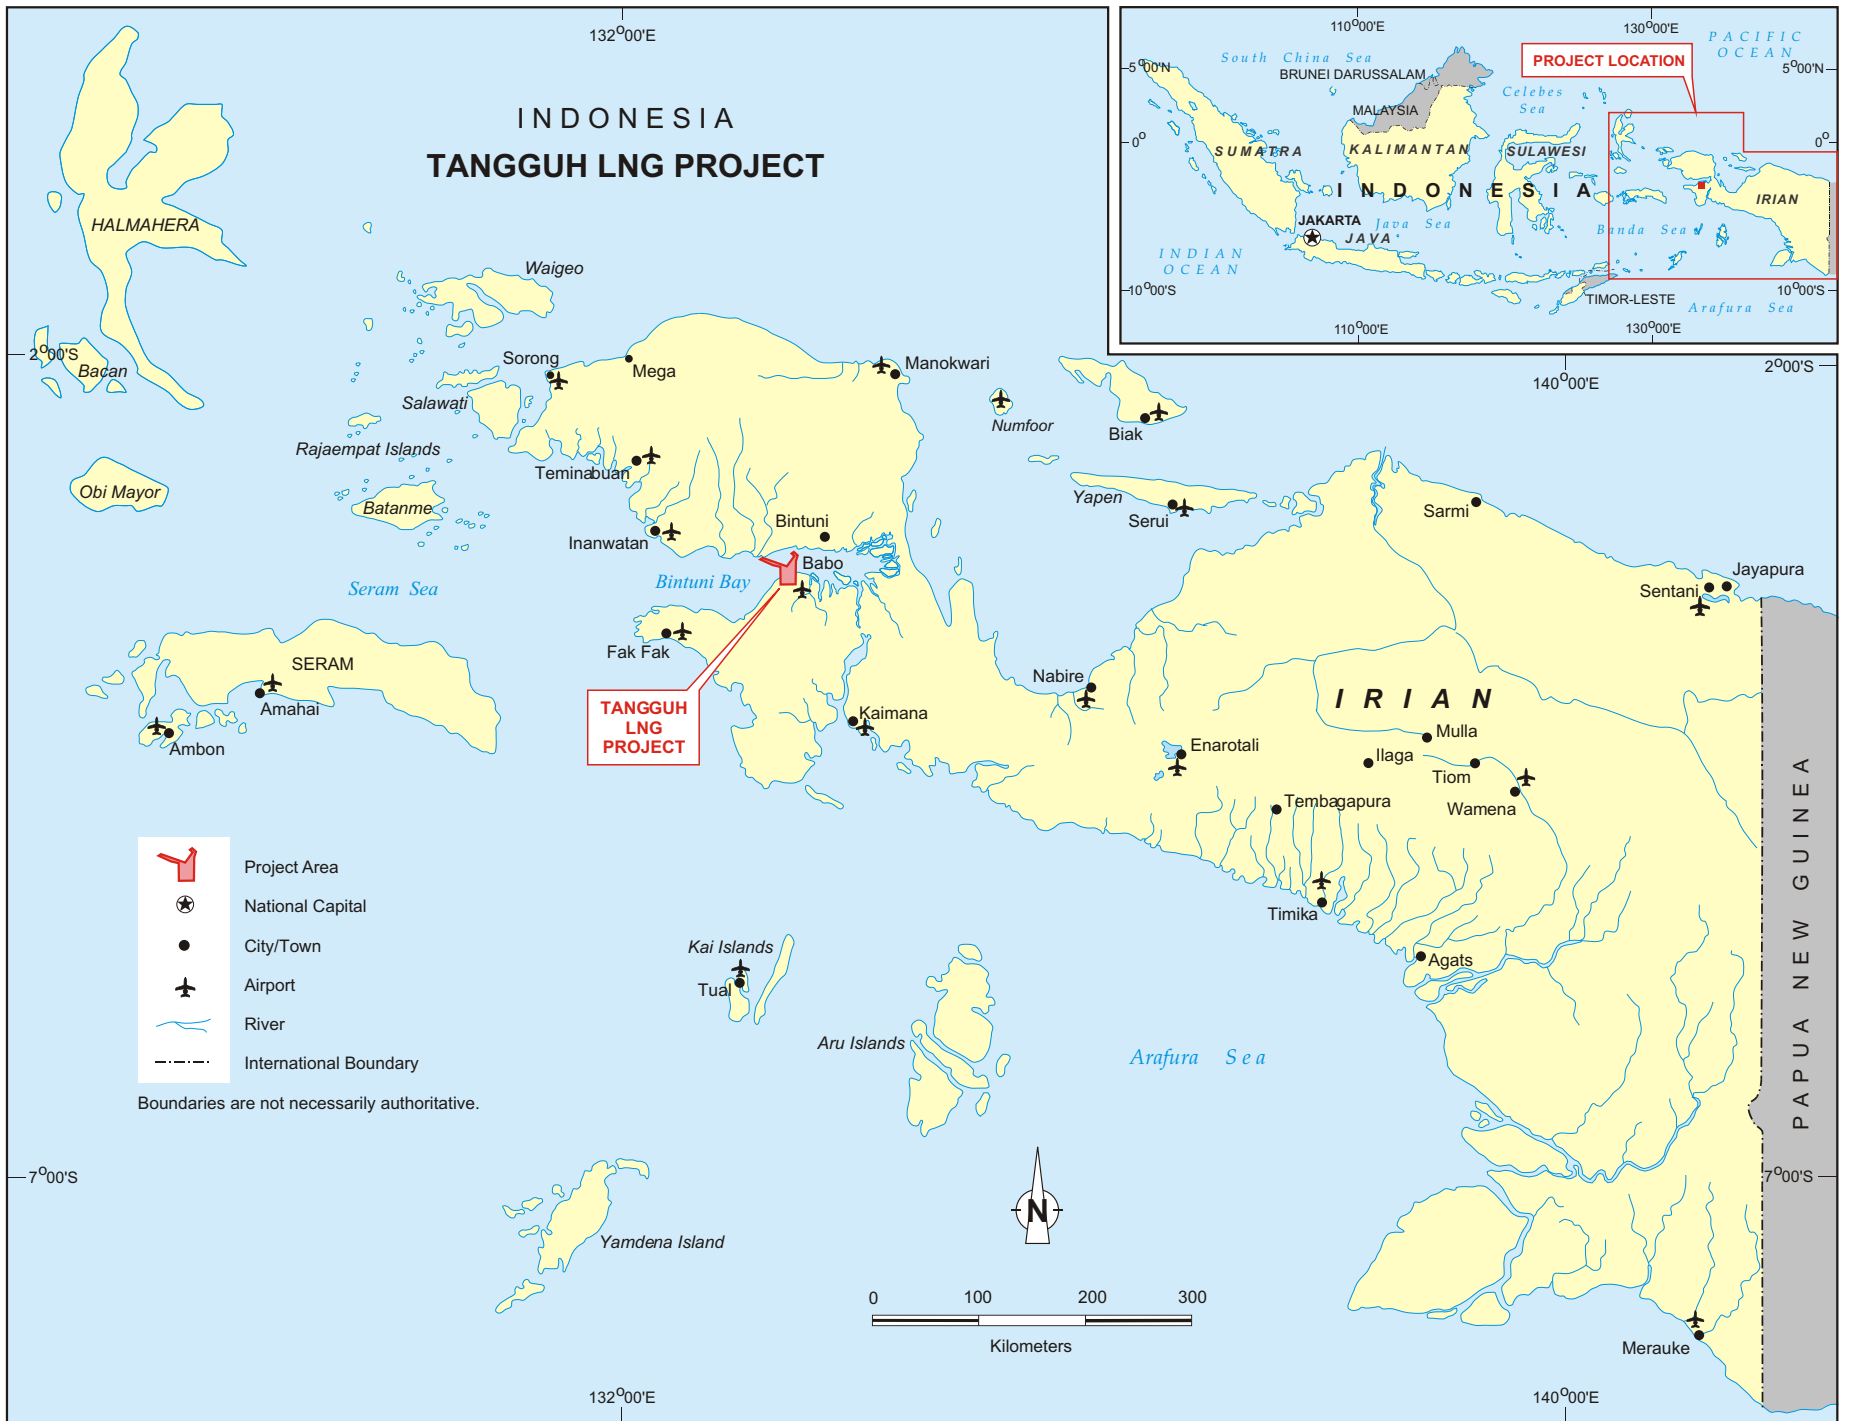 132°00'E
INDONESIA
TANGGUH LNG PROJECT
110°00'E
130°00'E
PACIFIC
OCEAN
South China Sea
PROJECT LOCATION
5°00'N
5°00'N
BRUNEI DARUSSALAM
Celebes
Sea
MALAYSIA
0°
0°
SUMATRA
KALIMANTAN
SULAWESI
INDONESIA
IRIAN
JAKARTA
Java Sea
Banda Sea
JAVA
INDIAN
OCEAN
10°00'S
10°00'S
TIMOR-LESTE
Arafura Sea
110°00'E
130°00'E
HALMAHERA
Waigeo
2°00'S
2°00'S
Sorong
Mega
Manokwari
140°00'E
Bacan
Salawati
Numfoor
Biak
Rajaempat Islands
Teminabuan
Obi Mayor
Batanme
Yapen
Serui
Sarmi
Bintuni
Inanwatan
Babo
Jayapura
Seram Sea
Bintuni Bay
Sentani
Fak Fak
SERAM
Nabire
IRIAN
Amahai
TANGGUH
LNG
PROJECT
Kaimana
Mulla
Ambon
Enarotali
Ilaga
Tiom
Tembagapura
Wamena
PAPUA NEW GUINEA
Project Area
National Capital
City/Town
Airport
River
International Boundary
Boundaries are not necessarily authoritative.
Timika
Kai Islands
Agats
Tual
Aru Islands
Arafura Sea
7°00'S
7°00'S
N
Yamdena Island
0 100 200 300
Kilometers
Merauke
132°00'E
140°00'E